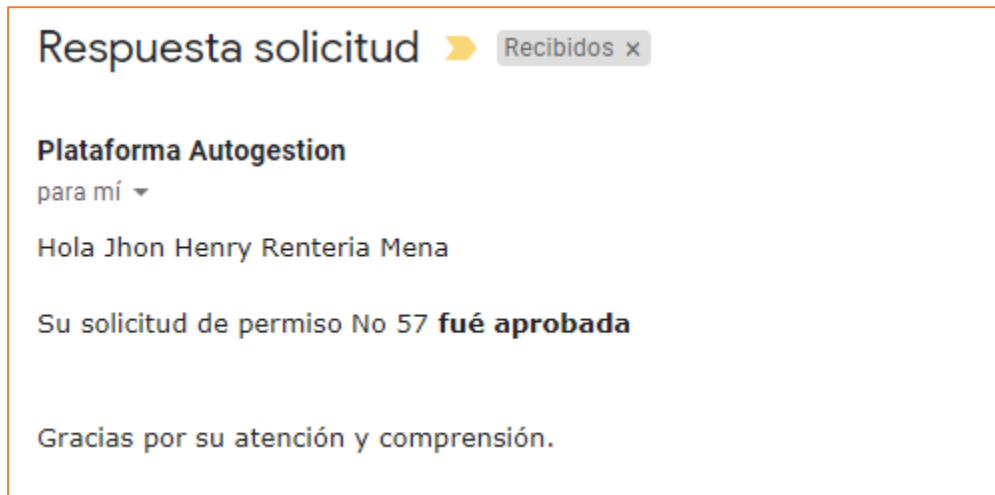 Respuesta solicitud Recibidos ×
Plataforma Autogestion
para mí
Hola Jhon Henry Renteria Mena
Su solicitud de permiso No 57 fué aprobada
Gracias por su atención y comprensión.